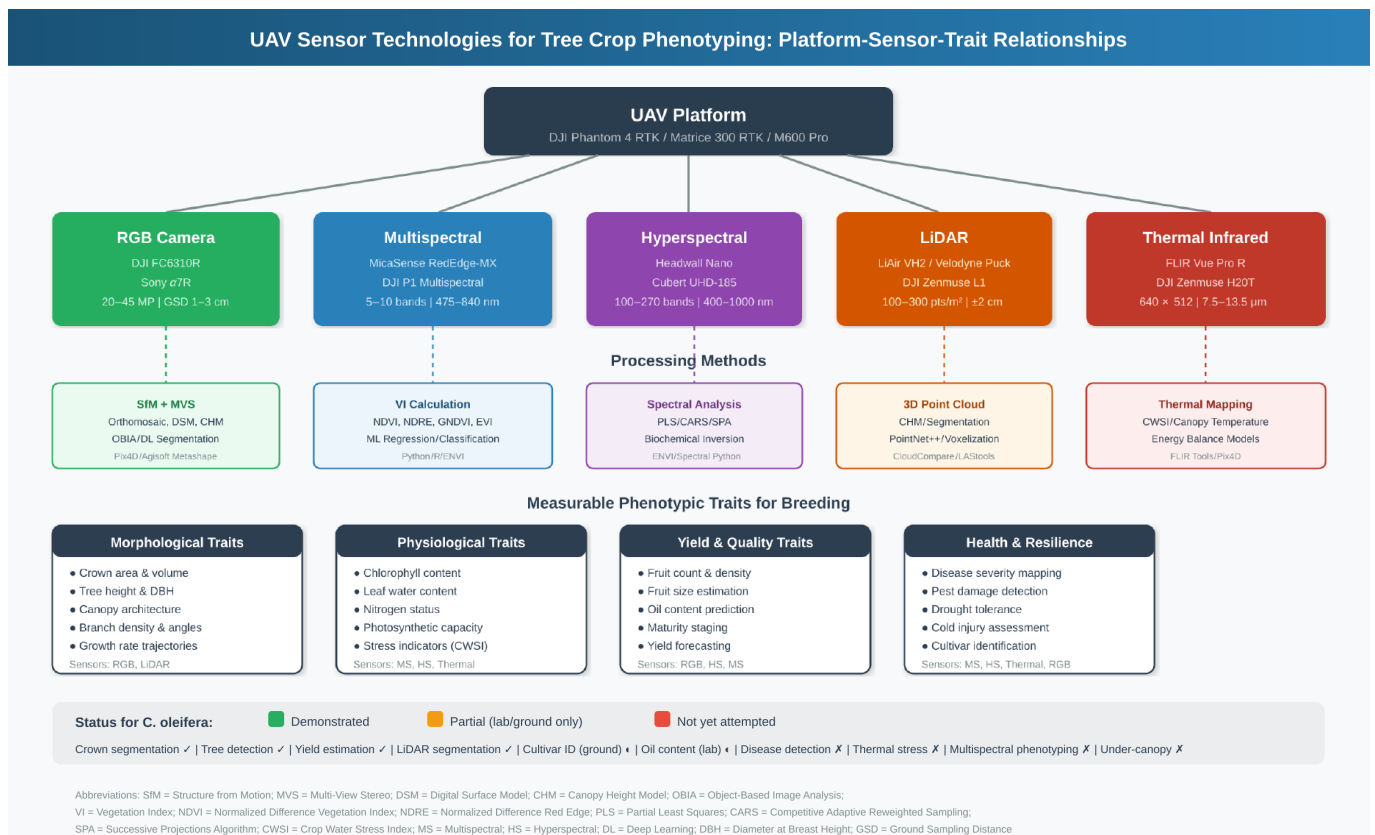 UAV Sensor Technologies for Tree Crop Phenotyping: Platform-Sensor-Trait Relationships
UAV Platform
DJI Phantom 4 RTK / Matrice 300 RTK / M600 Pro
RGB Camera
DJI FC6310R
Sony α7R
20–45 MP | GSD 1–3 cm
Multispectral
MicaSense RedEdge-MX
DJI P1 Multispectral
5–10 bands | 475–840 nm
Hyperspectral
Headwall Nano
Cubert UHD-185
100–270 bands | 400–1000 nm
LiDAR
LiAir VH2 / Velodyne Puck
DJI Zenmuse L1
100–300 pts/m² | ±2 cm
Thermal Infrared
FLIR Vue Pro R
DJI Zenmuse H20T
640 × 512 | 7.5–13.5 μm
Processing Methods
SfM + MVS
Orthomosaic, DSM, CHM
OBIA/DL Segmentation
Pix4D/Agisoft Metashape
VI Calculation
NDVI, NDRE, GNDVI, EVI
ML Regression/Classification
Python/R/ENVI
Spectral Analysis
PLS/CARS/SPA
Biochemical Inversion
ENVI/Spectral Python
3D Point Cloud
CHM/Segmentation
PointNet++/Voxelization
CloudCompare/LAStools
Thermal Mapping
CWSI/Canopy Temperature
Energy Balance Models
FLIR Tools/Pix4D
Measurable Phenotypic Traits for Breeding
Morphological Traits
● Crown area & volume
● Tree height & DBH
● Canopy architecture
● Branch density & angles
● Growth rate trajectories
Sensors: RGB, LiDAR
Physiological Traits
● Chlorophyll content
● Leaf water content
● Nitrogen status
● Photosynthetic capacity
● Stress indicators (CWSI)
Sensors: MS, HS, Thermal
Yield & Quality Traits
● Fruit count & density
● Fruit size estimation
● Oil content prediction
● Maturity staging
● Yield forecasting
Sensors: RGB, HS, MS
Health & Resilience
● Disease severity mapping
● Pest damage detection
● Drought tolerance
● Cold injury assessment
● Cultivar identification
Sensors: MS, HS, Thermal, RGB
Status for C. oleifera: Demonstrated Partial (lab/ground only) Not yet attempted
Crown segmentation ✓ | Tree detection ✓ | Yield estimation ✓ | LiDAR segmentation ✓ | Cultivar ID (ground) ◐ | Oil content (lab) ◐ | Disease detection ✗ | Thermal stress ✗ | Multispectral phenotyping ✗ | Under-canopy ✗
Abbreviations: SfM = Structure from Motion; MVS = Multi-View Stereo; DSM = Digital Surface Model; CHM = Canopy Height Model; OBIA = Object-Based Image Analysis;
VI = Vegetation Index; NDVI = Normalized Difference Vegetation Index; NDRE = Normalized Difference Red Edge; PLS = Partial Least Squares; CARS = Competitive Adaptive Reweighted Sampling;
SPA = Successive Projections Algorithm; CWSI = Crop Water Stress Index; MS = Multispectral; HS = Hyperspectral; DL = Deep Learning; DBH = Diameter at Breast Height; GSD = Ground Sampling Distance